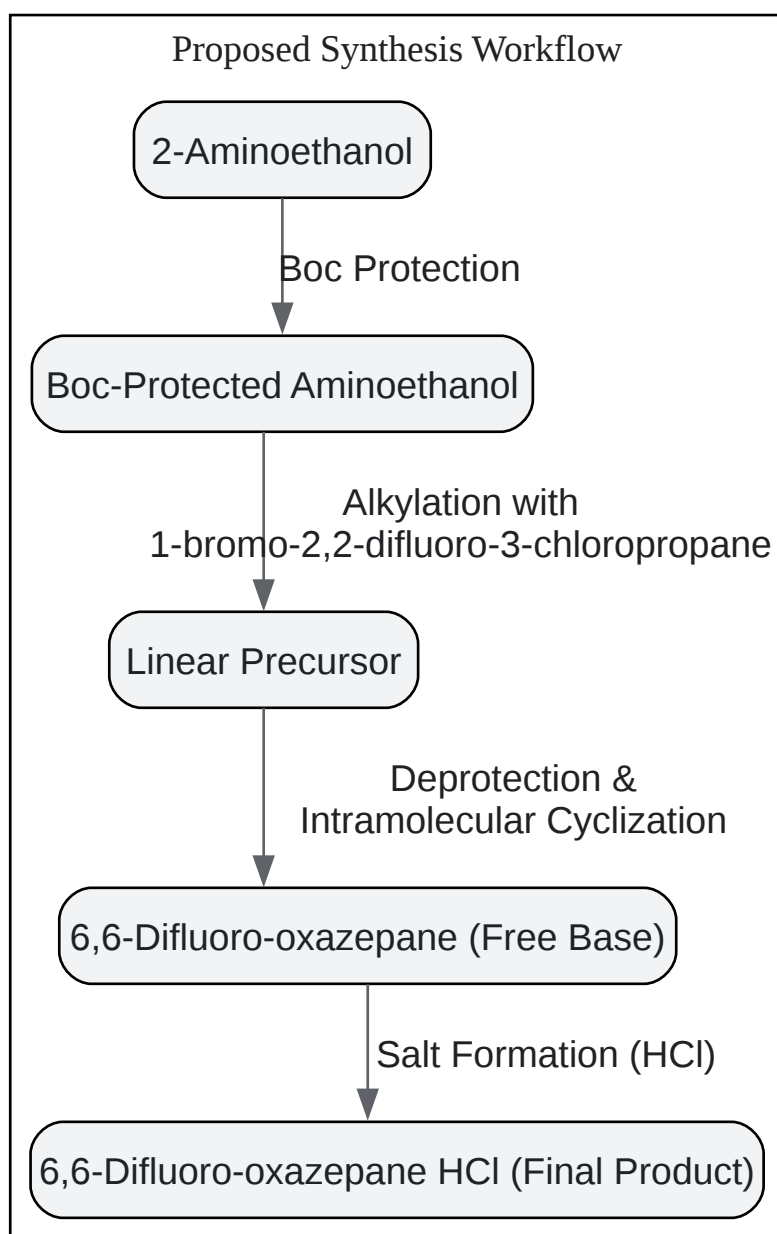 Proposed Synthesis Workflow
2-Aminoethanol
Boc Protection
Boc-Protected Aminoethanol
Alkylation with
1-bromo-2,2-difluoro-3-chloropropane
Linear Precursor
Deprotection &
Intramolecular Cyclization
6,6-Difluoro-oxazepane (Free Base)
Salt Formation (HCl)
6,6-Difluoro-oxazepane HCl (Final Product)